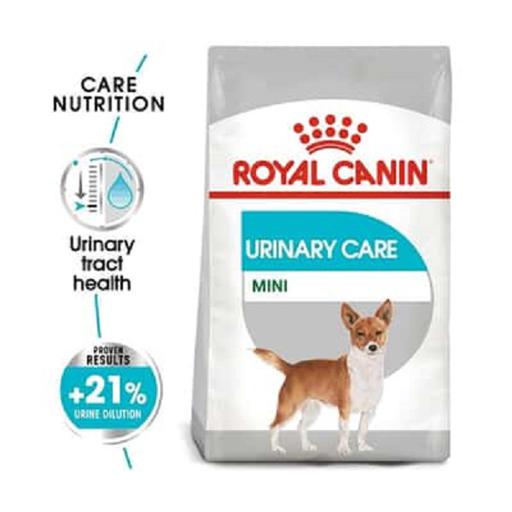 CARE
NUTRITION
Urinary
tract
health
PROVEN
RESULTS
+21%
URINE DILUTION
ROYAL CANIN®
URINARY CARE
MINI